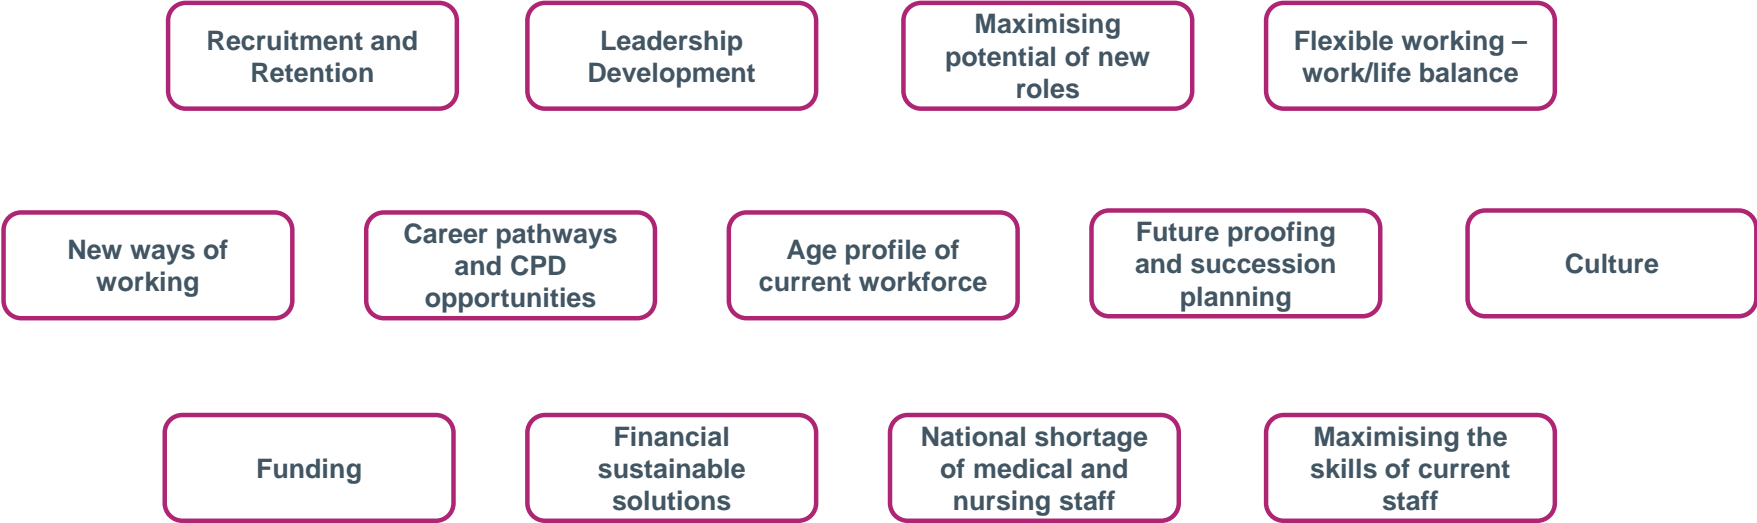 Recruitment and
Retention
Leadership
Development
Maximising
potential of new
roles
Flexible working –
work/life balance
New ways of
working
Career pathways
and CPD
opportunities
Age profile of
current workforce
Future proofing
and succession
planning
Culture
Funding
Financial
sustainable
solutions
National shortage
of medical and
nursing staff
Maximising the
skills of current
staff